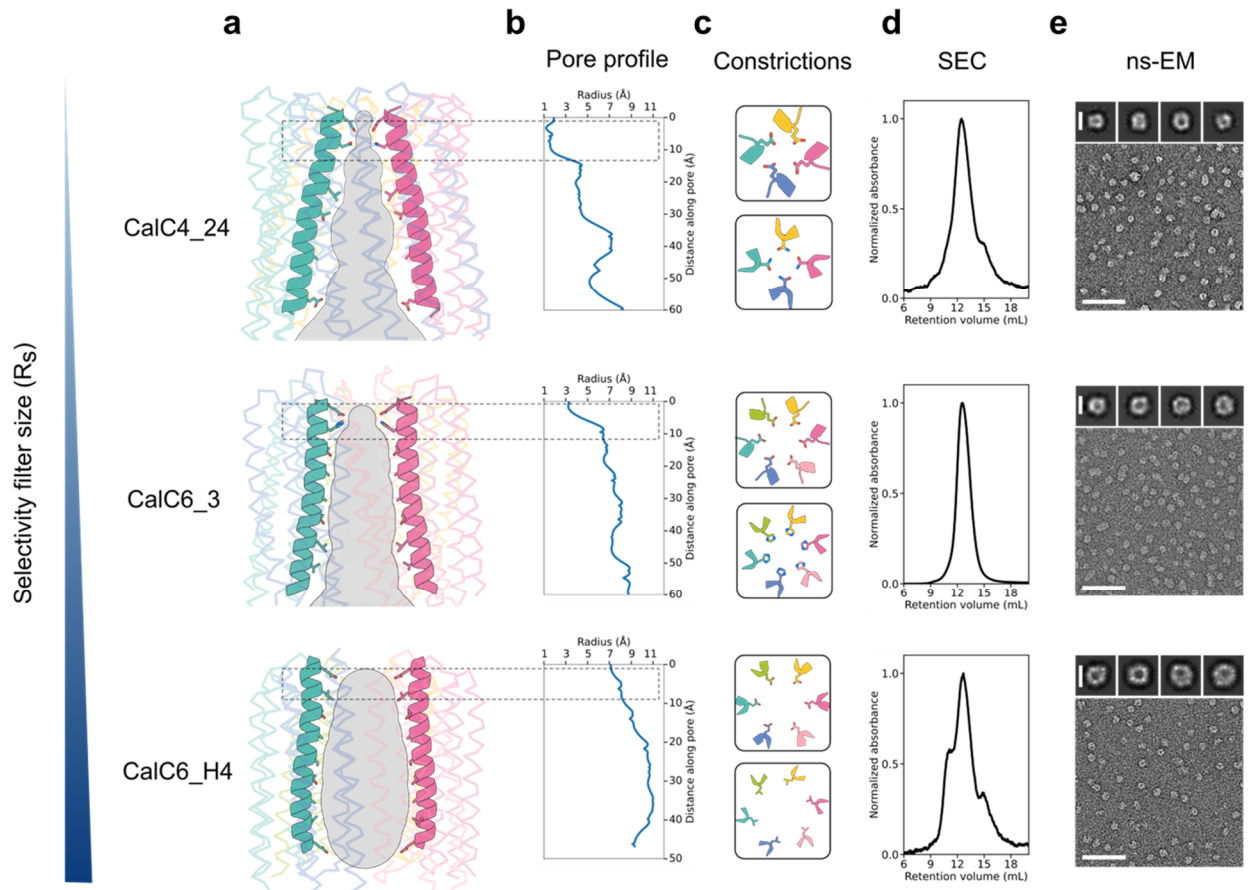 a
b
c
d
e
Pore profile
Constrictions
SEC
ns-EM
Selectivity filter size (Rs)
CalC4_24
Radius (Å)
1 3 5 7 9 11
0
10
20
30
40
50
60
Distance along pore (Å)
Normalized absorbance
1.0
0.5
0.0
6 9 12 15 18
Retention volume (mL)
CalC6_3
Radius (Å)
1 3 5 7 9 11
0
10
20
30
40
50
60
Distance along pore (Å)
Normalized absorbance
1.0
0.5
0.0
6 9 12 15 18
Retention volume (mL)
CalC6_H4
Radius (Å)
1 3 5 7 9 11
0
10
20
30
40
50
Distance along pore (Å)
Normalized absorbance
1.0
0.5
0.0
6 9 12 15 18
Retention volume (mL)